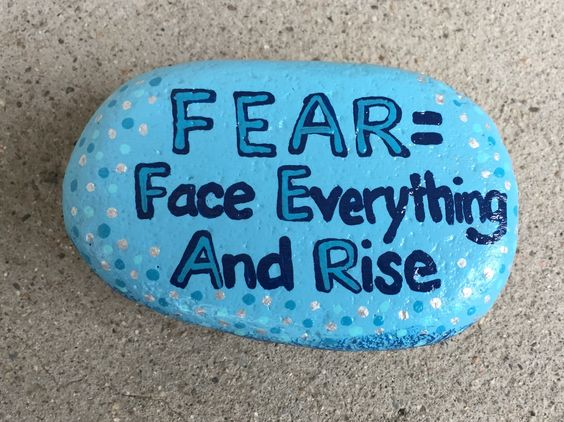 FEAR=
Face Everything
And Rise